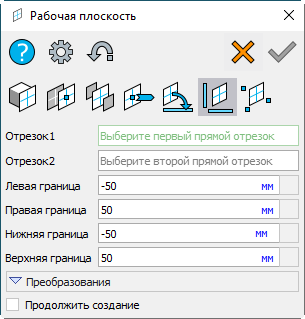 Рабочая плоскость
Отрезок1 Выберите первый прямой отрезок
Отрезок2 Выберите второй прямой отрезок
Левая граница -50 мм
Правая граница 50 мм
Нижняя граница -50 мм
Верхняя граница 50 мм
Преобразования
Продолжить создание